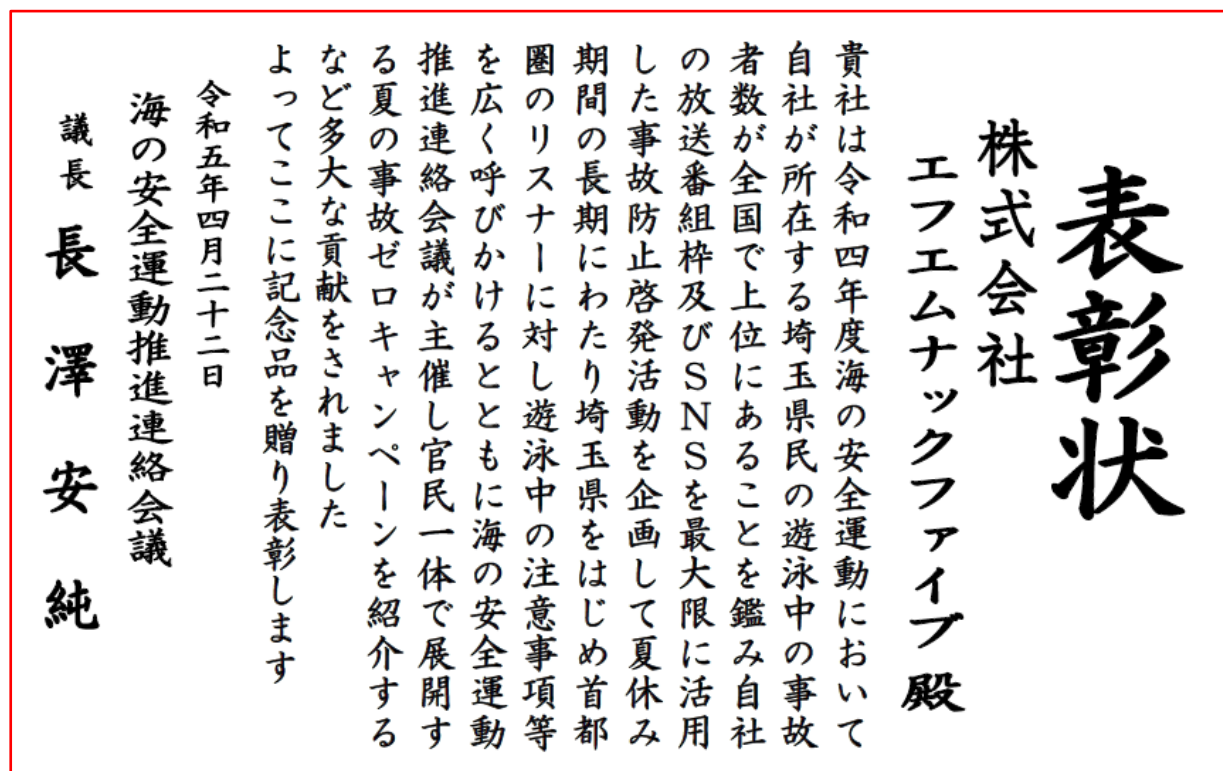 表彰状
株式会社
エフエムナックファイブ殿
貴社は令和四年度海の安全運動において
自社が所在する埼玉県民の遊泳中の事故
者数が全国で上位にあることを鑑み自社
の放送番組枠及びSNSを最大限に活用
した事故防止啓発活動を企画して夏休み
期間の長期にわたり埼玉県をはじめ首都
圏のリスナーに対し遊泳中の注意事項等
を広く呼びかけるとともに海の安全運動
推進連絡会議が主催し官民一体で展開す
る夏の事故ゼロキャンペーンを紹介する
など多大な貢献をされました
よってここに記念品を贈り表彰します
令和五年四月二十二日
海の安全運動推進連絡会議
議長 長澤安純